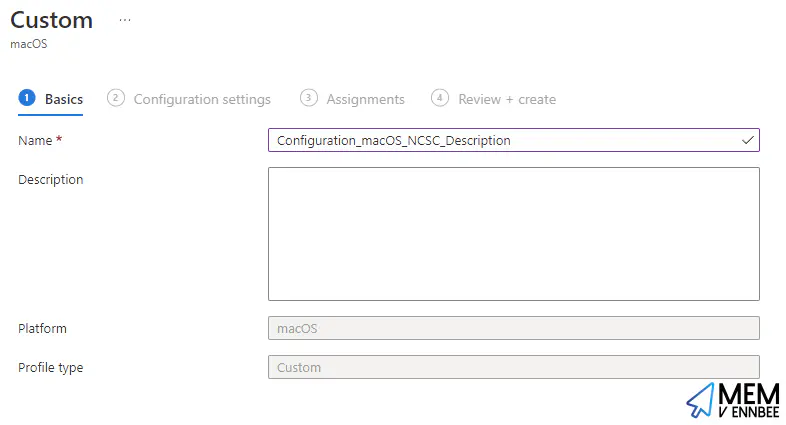 Custom ...
macOS
1 Basics 2 Configuration settings 3 Assignments 4 Review + create
Name * Configuration_macOS_NCSC_Description
Description
Platform macOS
Profile type Custom
MEM
V ENNBEE